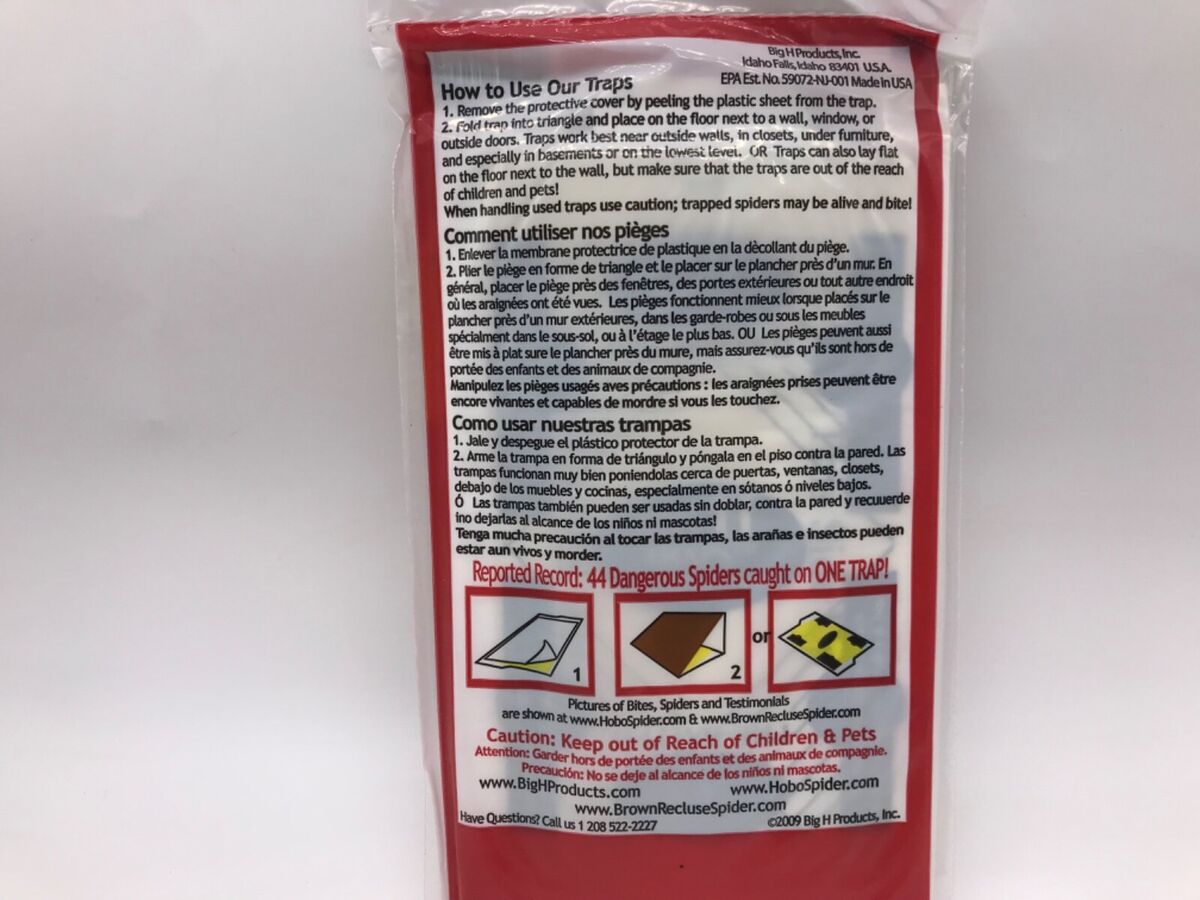 Big H Products, Inc.
Idaho Falls, Idaho 83401 U.S.A.
EPA Est. No. 59072-NJ-001 Made in USA
How to Use Our Traps
1. Remove the protective cover by peeling the plastic sheet from the trap.
2. Fold trap into triangle and place on the floor next to a wall, window, or
outside doors. Traps work best near outside walls, in closets, under furniture,
and especially in basements or on the lowest level. OR Traps can also lay flat
on the floor next to the wall, but make sure that the traps are out of the reach
of children and pets!
When handling used traps use caution; trapped spiders may be alive and bite!
Comment utiliser nos pièges
1. Enlever la membrane protectrice de plastique en la dècollant du piège.
2. Plier le piège en forme de triangle et le placer sur le plancher près d'un mur. En
général, placer le piège près des fenêtres, des portes extérieures ou tout autre endroit
où les araignées ont été vues. Les pièges fonctionnent mieux lorsque placés sur le
plancher près d'un mur extérieures, dans les garde-robes ou sous les meubles
spécialment dans le sous-sol, ou à l'étage le plus bas. OU Les pièges peuvent aussi
être mis à plat sure le plancher près du mure, mais assurez-vous qu'ils sont hors de
portée des enfants et des animaux de compagnie.
Manipulez les pièges usagés aves précautions : les araignées prises peuvent être
encore vivantes et capables de mordre si vous les touchez.
Como usar nuestras trampas
1. Jale y despegue el plástico protector de la trampa.
2. Arme la trampa en forma de triángulo y póngala en el piso contra la pared. Las
trampas funcionan muy bien poniendolas cerca de puertas, ventanas, closets,
debajo de los muebles y cocinas, especialmente en sótanos ó niveles bajos.
Ó Las trampas también pueden ser usadas sin doblar, contra la pared y recuuerde
ino dejarlas al alcance de los niños ni mascotas!
Tenga mucha precaución al tocar las trampas, las arañas e insectos pueden
estar aun vivos y morder.
Reported Record: 44 Dangerous Spiders caught on ONE TRAP!
1
2
or
Pictures of Bites, Spiders and Testimonials
are shown at www.HoboSpider.com & www.BrownRecluseSpider.com
Caution: Keep out of Reach of Children & Pets
Attention: Garder hors de portée des enfants et des animaux de compagnie.
Precaución: No se deje al alcance de los niños ni mascotas.
www.BigHProducts.com
www.HoboSpider.com
www.BrownRecluseSpider.com
Have Questions? Call us 1 208 522-2227
©2009 Big H Products, Inc.